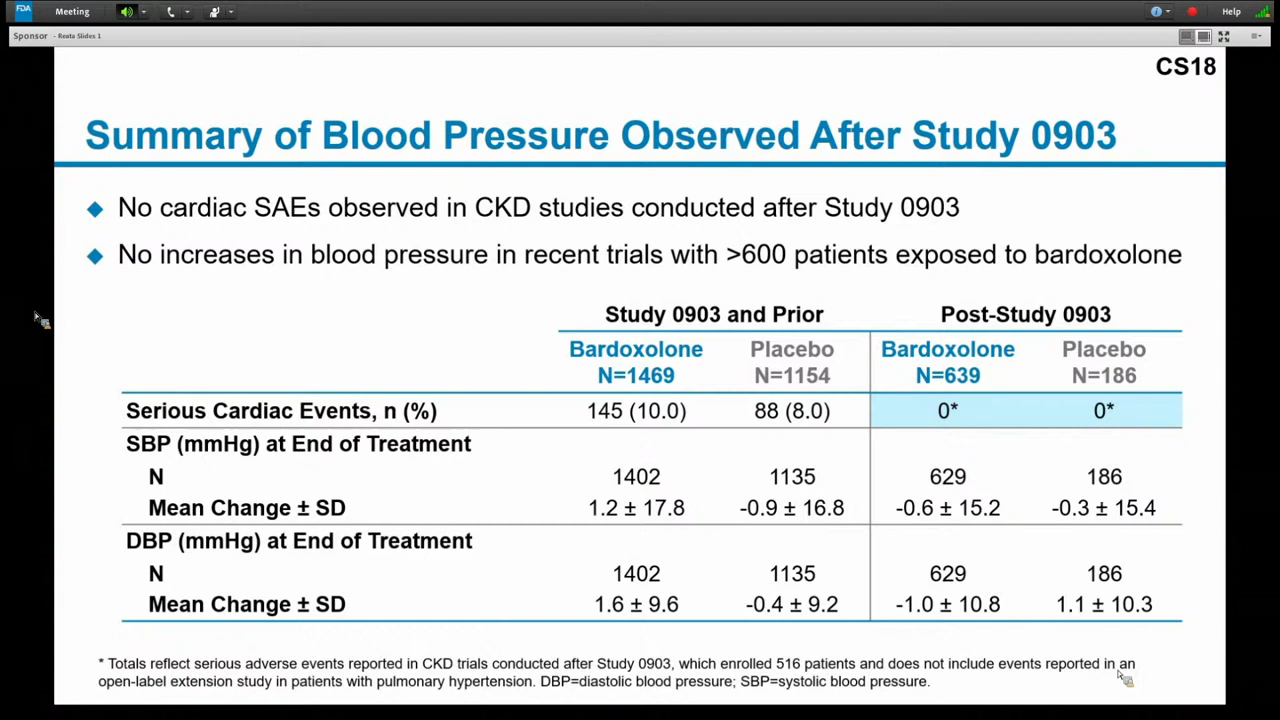 FDA Meeting Help
Sponsor - Reata Slides 1
CS18
Summary of Blood Pressure Observed After Study 0903
No cardiac SAEs observed in CKD studies conducted after Study 0903
No increases in blood pressure in recent trials with >600 patients exposed to bardoxolone
Study 0903 and Prior Post-Study 0903
Bardoxolone Placebo Bardoxolone Placebo
N=1469 N=1154 N=639 N=186
Serious Cardiac Events, n (%) 145 (10.0) 88 (8.0) 0* 0*
SBP (mmHg) at End of Treatment
N 1402 1135 629 186
Mean Change ± SD 1.2 ± 17.8 -0.9 ± 16.8 -0.6 ± 15.2 -0.3 ± 15.4
DBP (mmHg) at End of Treatment
N 1402 1135 629 186
Mean Change ± SD 1.6 ± 9.6 -0.4 ± 9.2 -1.0 ± 10.8 1.1 ± 10.3
* Totals reflect serious adverse events reported in CKD trials conducted after Study 0903, which enrolled 516 patients and does not include events reported in an
open-label extension study in patients with pulmonary hypertension. DBP=diastolic blood pressure; SBP=systolic blood pressure.